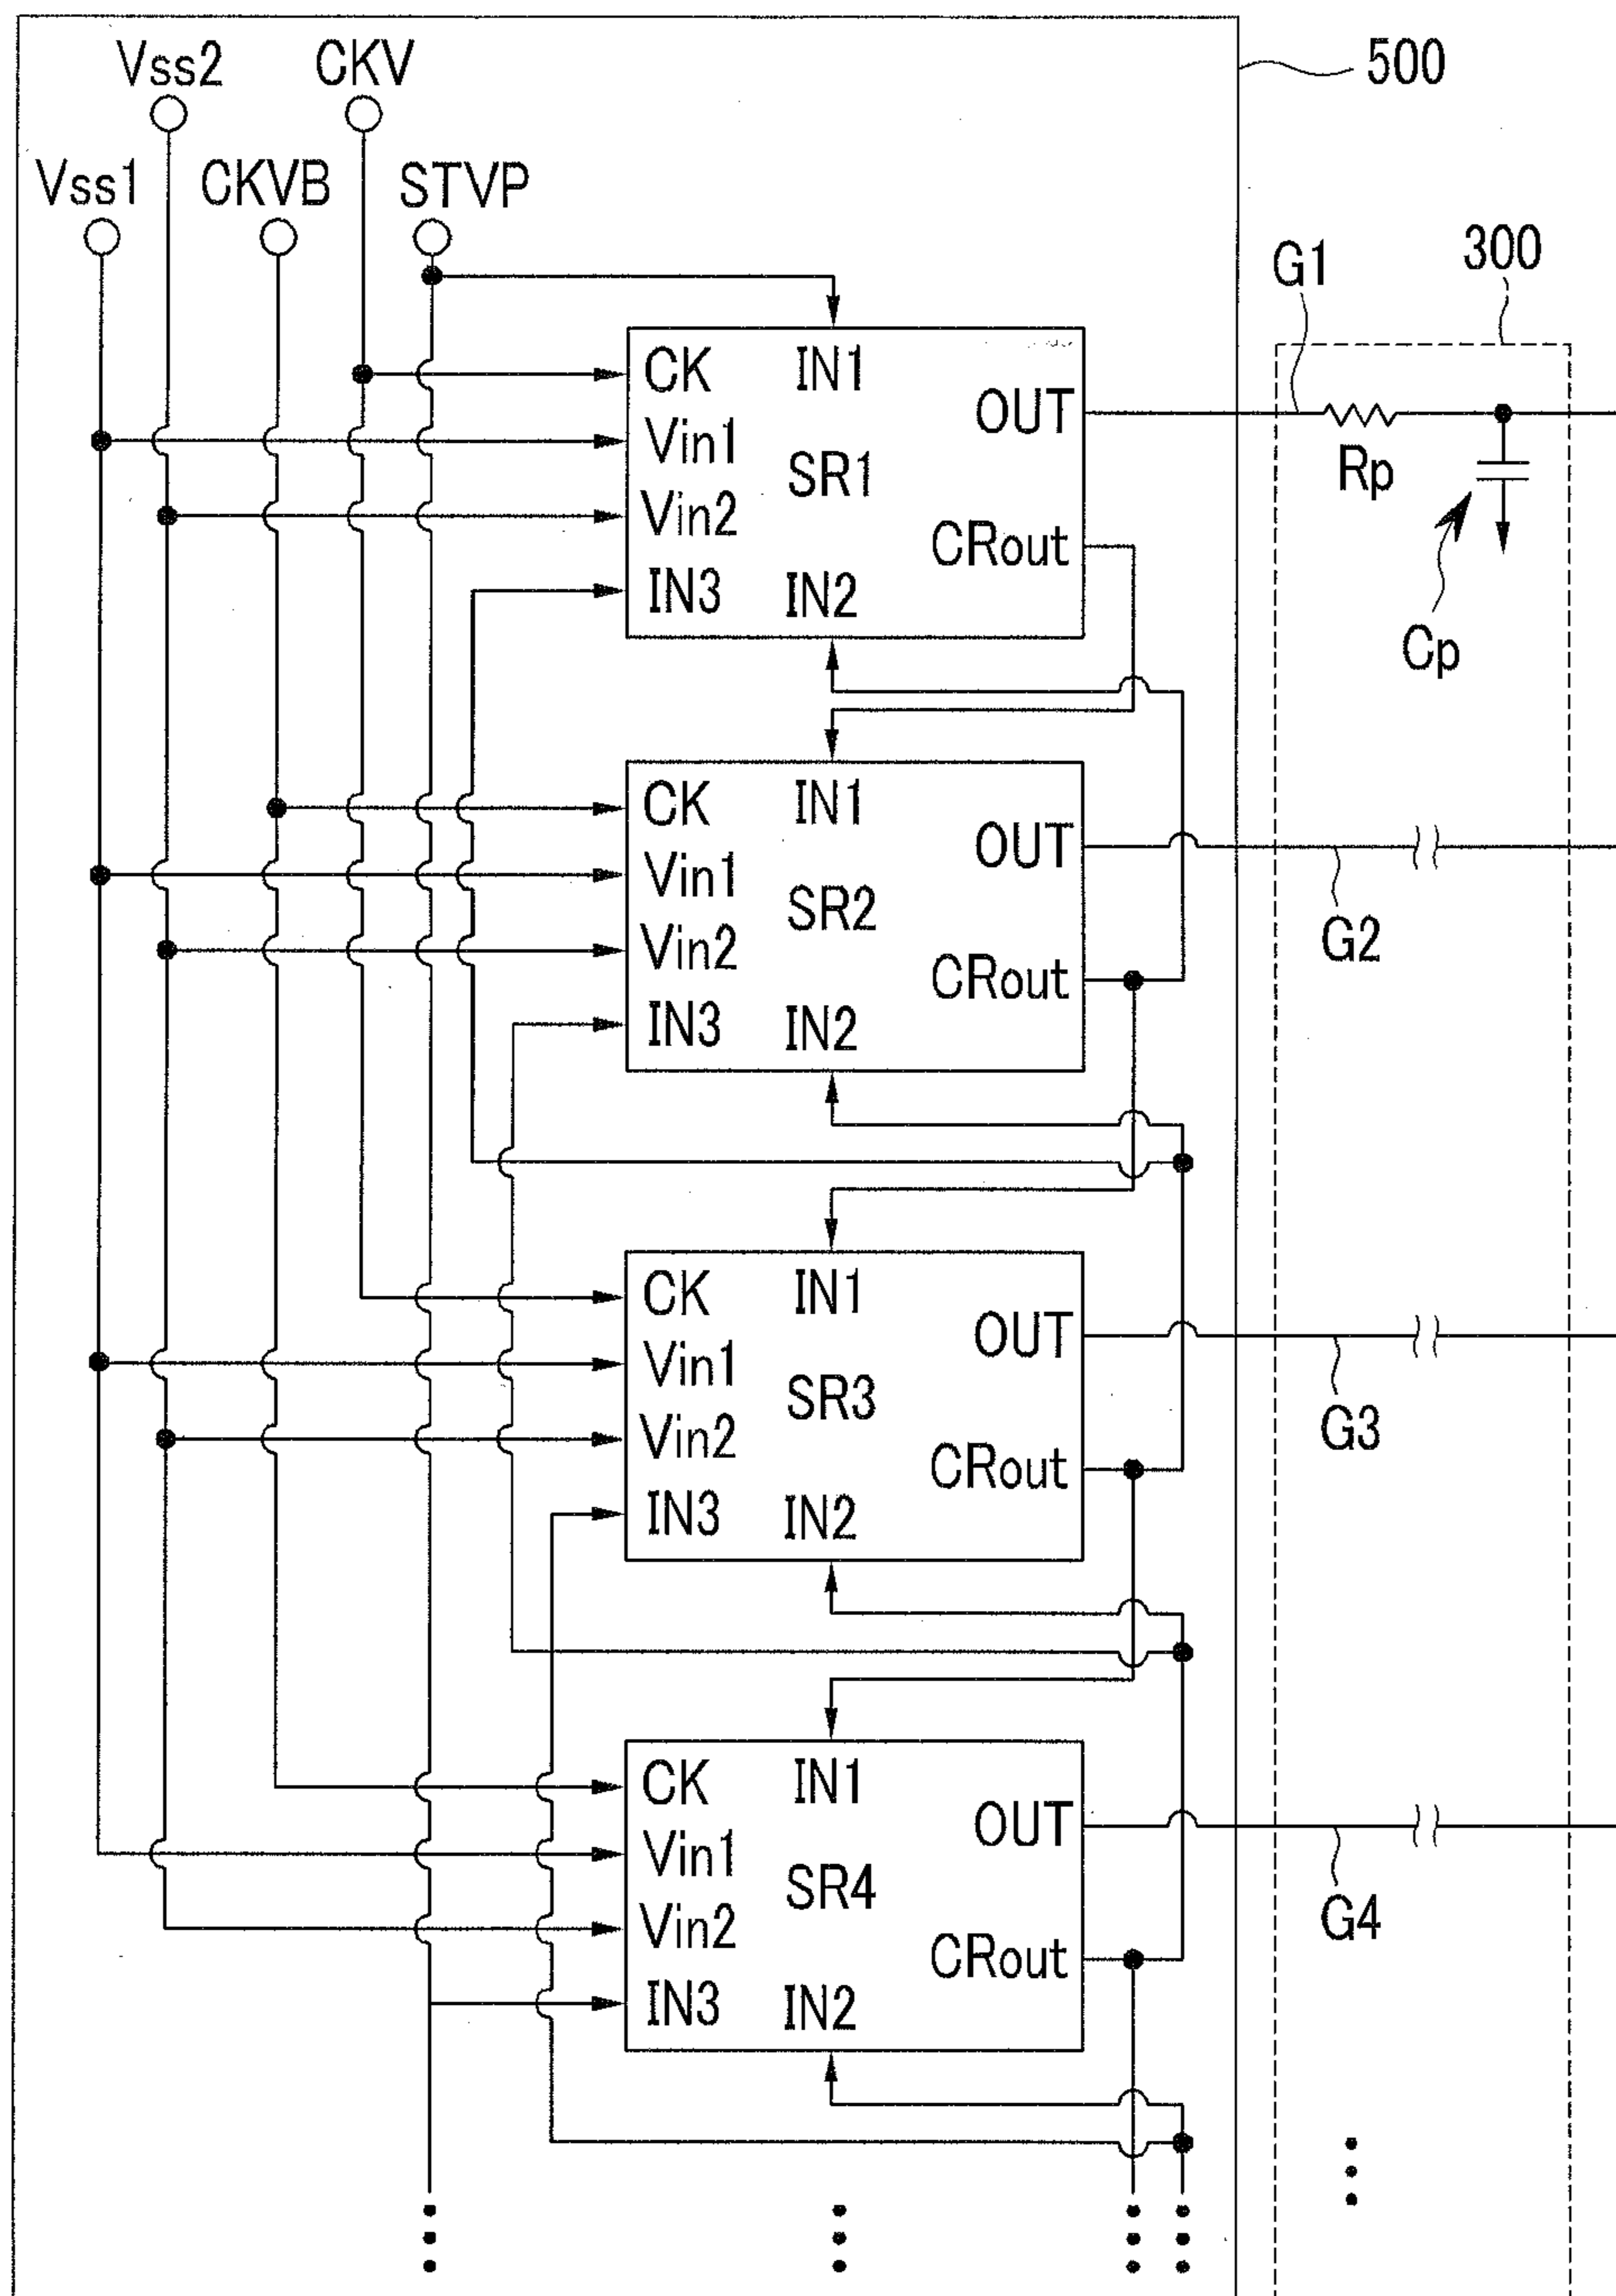 Vss2 CKV 500
Vss1 CKVB STVP
G1 300
CK IN1
OUT
Vin1
SR1
Vin2
CRout
IN3 IN2
Rp
Cp
CK IN1
OUT
Vin1
SR2
Vin2
CRout
IN3 IN2
G2
CK IN1
OUT
Vin1
SR3
Vin2
CRout
IN3 IN2
G3
CK IN1
OUT
Vin1
SR4
Vin2
CRout
IN3 IN2
G4